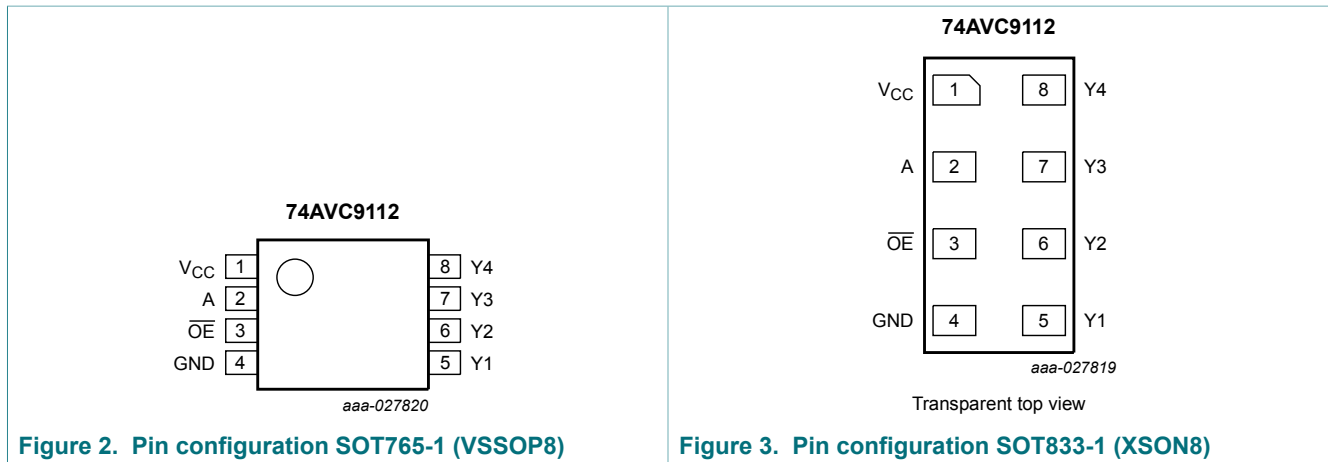 74AVC9112
VCC 1 8 Y4
A 2 7 Y3
OE 3 6 Y2
GND 4 5 Y1
aaa-027820
Figure 2. Pin configuration SOT765-1 (VSSOP8)
74AVC9112
VCC 1 8 Y4
A 2 7 Y3
OE 3 6 Y2
GND 4 5 Y1
aaa-027819
Transparent top view
Figure 3. Pin configuration SOT833-1 (XSON8)